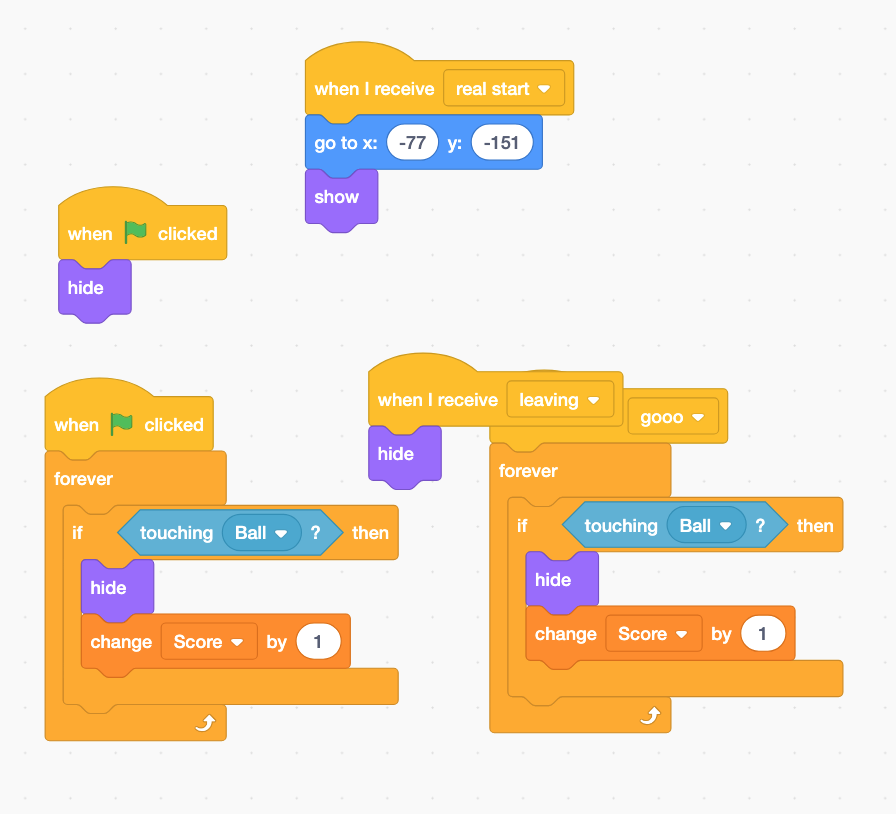 when I receive real start
go to x: -77 y: -151
show
when clicked
hide
when clicked
forever
if touching Ball ? then
hide
change Score by 1
when I receive leaving
hide
gooo
forever
if touching Ball ? then
hide
change Score by 1